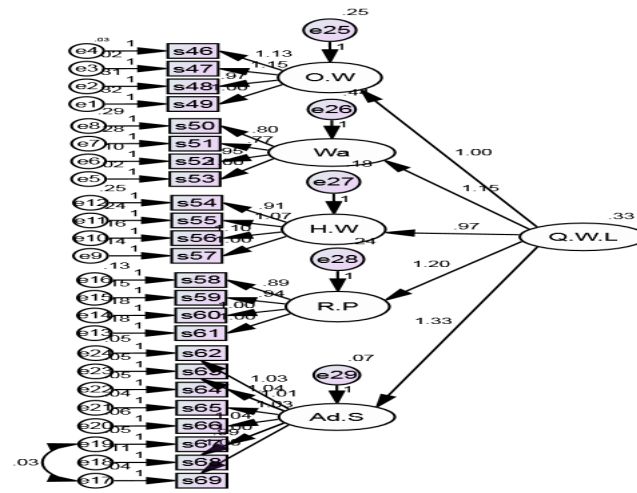 .25
e25
.03
e4 1 s46 1.13 1
.02
e3 1 s47 1.15 O.W
.31
e2 1 s48 .97
.32
e1 1 s49 1.00
e26
.29
e8 1 s50 .80 1
.28
e7 1 s51 .77 Wa 1.00
.10
e6 1 s52 .95
.02
e5 1 s53 .18 1.15
e27
.25
e12 1 s54 .91 1
.24
e11 1 s55 1.07 H.W .97 Q.W.L .33
.16
e10 1 s56 1.10
.14
e9 1 s57 1.00 .24
e28
.13
e16 1 s58 .89 1 1.20
.15
e15 1 s59 .94 R.P
.18
e14 1 s60 1.00
.18
e13 1 s61 1.00 1.33
.05
e24 1 s62
.05
e23 1 s63 e29 .07
.05
e22 1 s64 1.03 1
.04
e21 1 s65 1.04 1.01 Ad.S
.06
e20 1 s66 1.04 1.03
.05
e19 1
.11
.03 e18 1 s68
.04
e17 1 s69